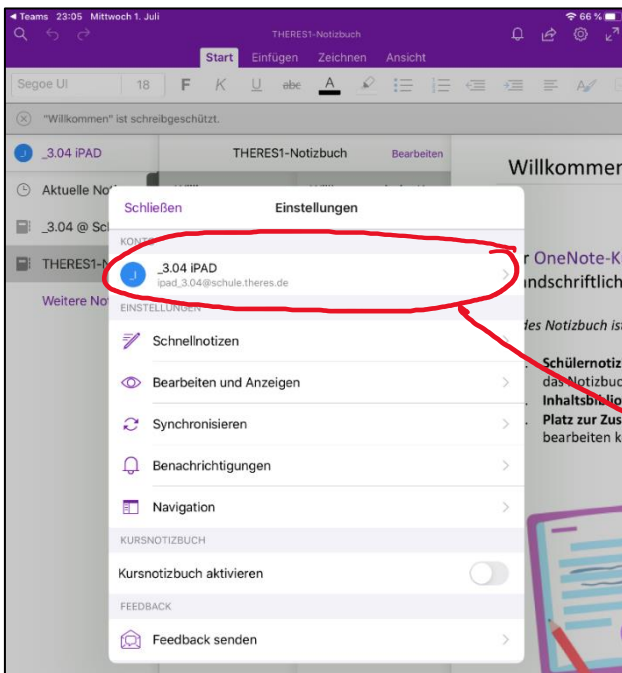 Teams 23:05 Mittwoch 1. Juli 66 %
THERES1-Notizbuch
Start Einfügen Zeichnen Ansicht
Segoe UI 18 F K U abc A
"Willkommen" ist schreibgeschützt.
_3.04 iPAD THERES1-Notizbuch Bearbeiten
Willkommen
Aktuelle No
_3.04 @ Sc
THERES1-N
Weitere No
Schließen Einstellungen
KONTO
J _3.04 iPAD
ipad_3.04@schule.theres.de
EINSTELLUNGEN
Schnellnotizen
Bearbeiten und Anzeigen
Synchronisieren
Benachrichtigungen
Navigation
KURSNOTIZBUCH
Kursnotizbuch aktivieren
FEEDBACK
Feedback senden
r OneNote-K
ndschriftlich
des Notizbuch ist
Schülernotiz
das Notizbuc
Inhaltsbiblio
Platz zur Zus
bearbeiten k